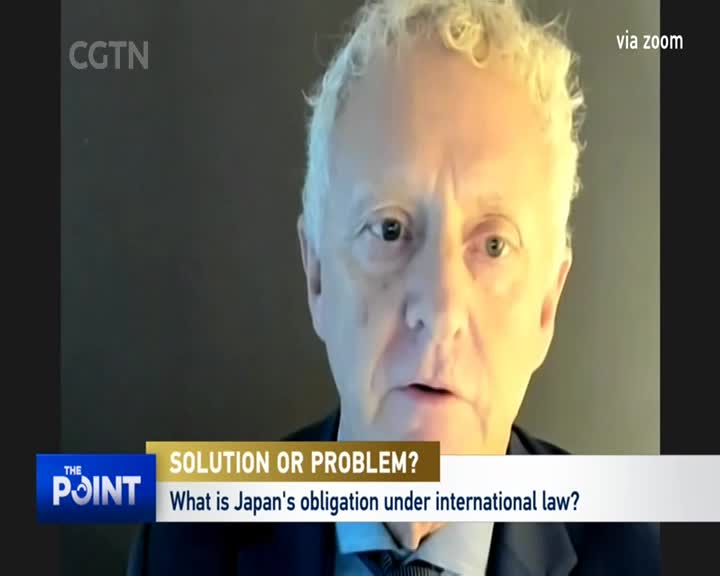 CGTN
via zoom
SOLUTION OR PROBLEM?
THE
POINT
What is Japan's obligation under international law?